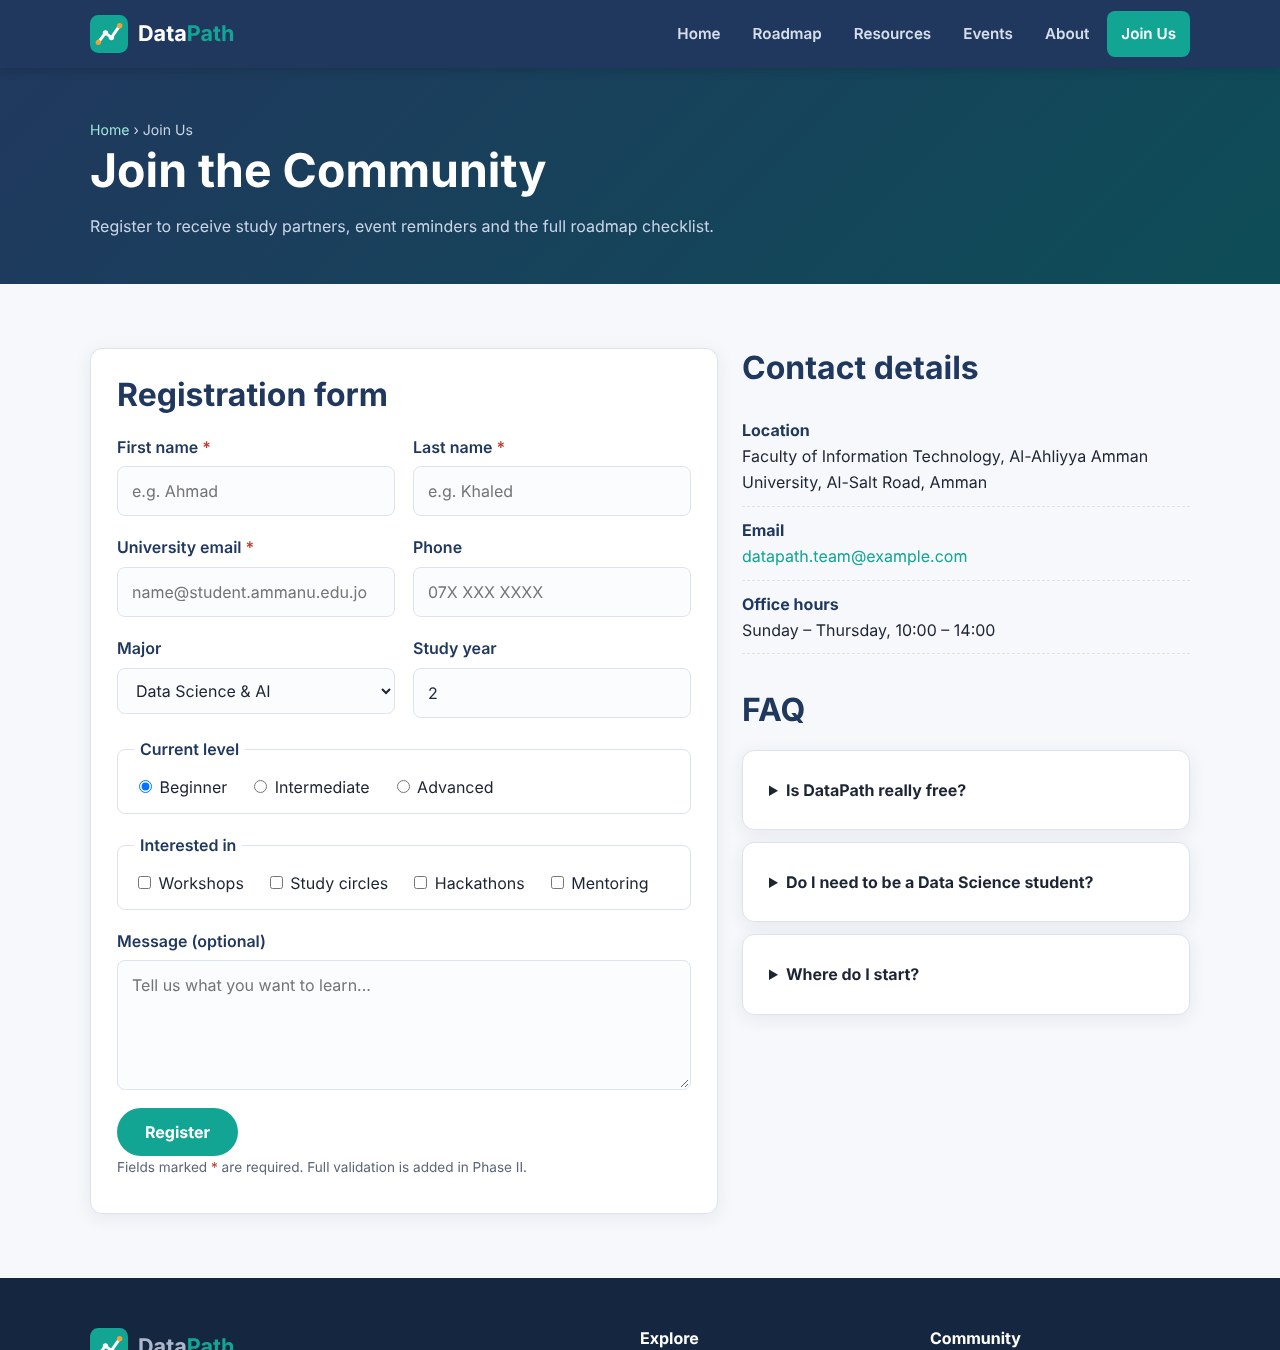 DataPath
Home Roadmap Resources Events About Join Us
Home › Join Us
Join the Community
Register to receive study partners, event reminders and the full roadmap checklist.
Registration form
First name * Last name *
e.g. Ahmad e.g. Khaled
University email * Phone
name@student.ammanu.edu.jo 07X XXX XXXX
Major Study year
Data Science & AI 2
Current level
Beginner Intermediate Advanced
Interested in
Workshops Study circles Hackathons Mentoring
Message (optional)
Tell us what you want to learn...
Register
Fields marked * are required. Full validation is added in Phase II.
Contact details
Location
Faculty of Information Technology, Al-Ahliyya Amman
University, Al-Salt Road, Amman
Email
datapath.team@example.com
Office hours
Sunday – Thursday, 10:00 – 14:00
FAQ
Is DataPath really free?
Do I need to be a Data Science student?
Where do I start?
DataPath Explore Community